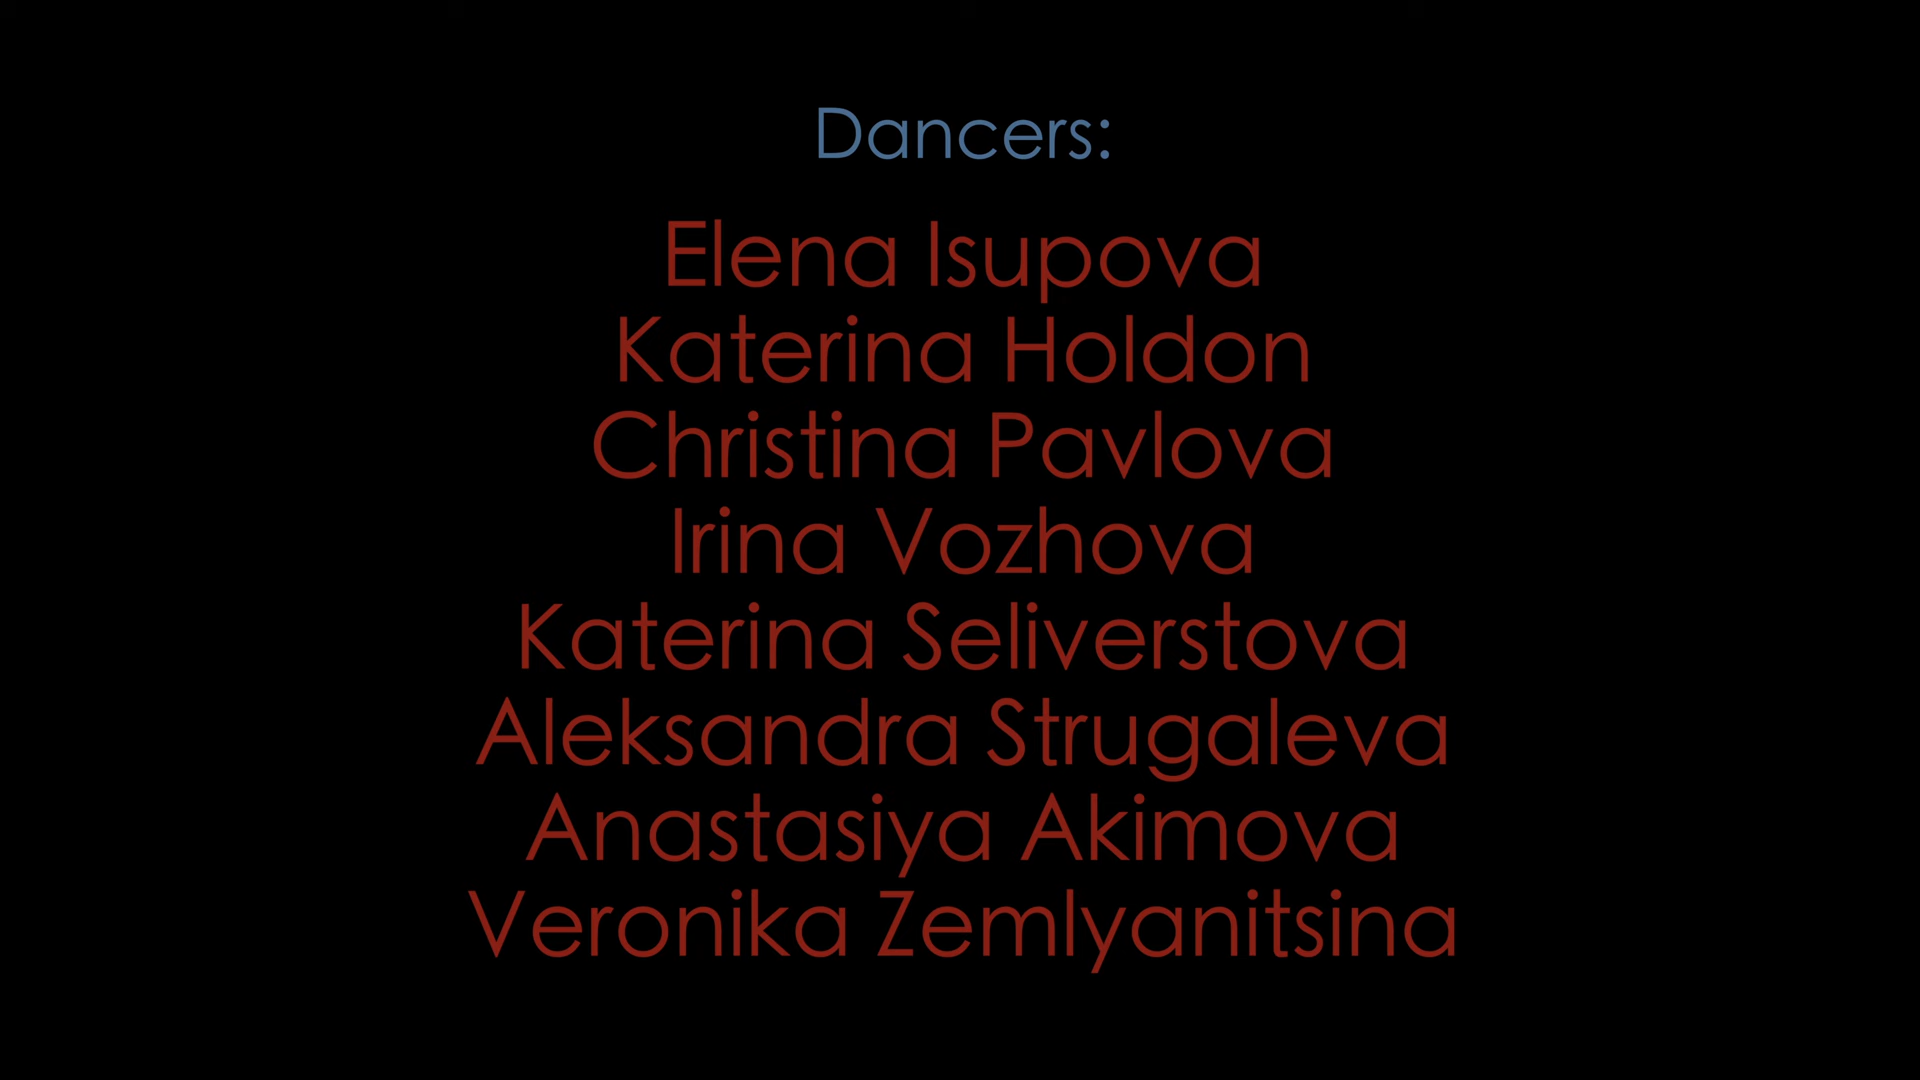 Dancers:
Elena Isupova
Katerina Holdon
Christina Pavlova
Irina Vozhova
Katerina Seliverstova
Aleksandra Strugaleva
Anastasiya Akimova
Veronika Zemlyanitsina